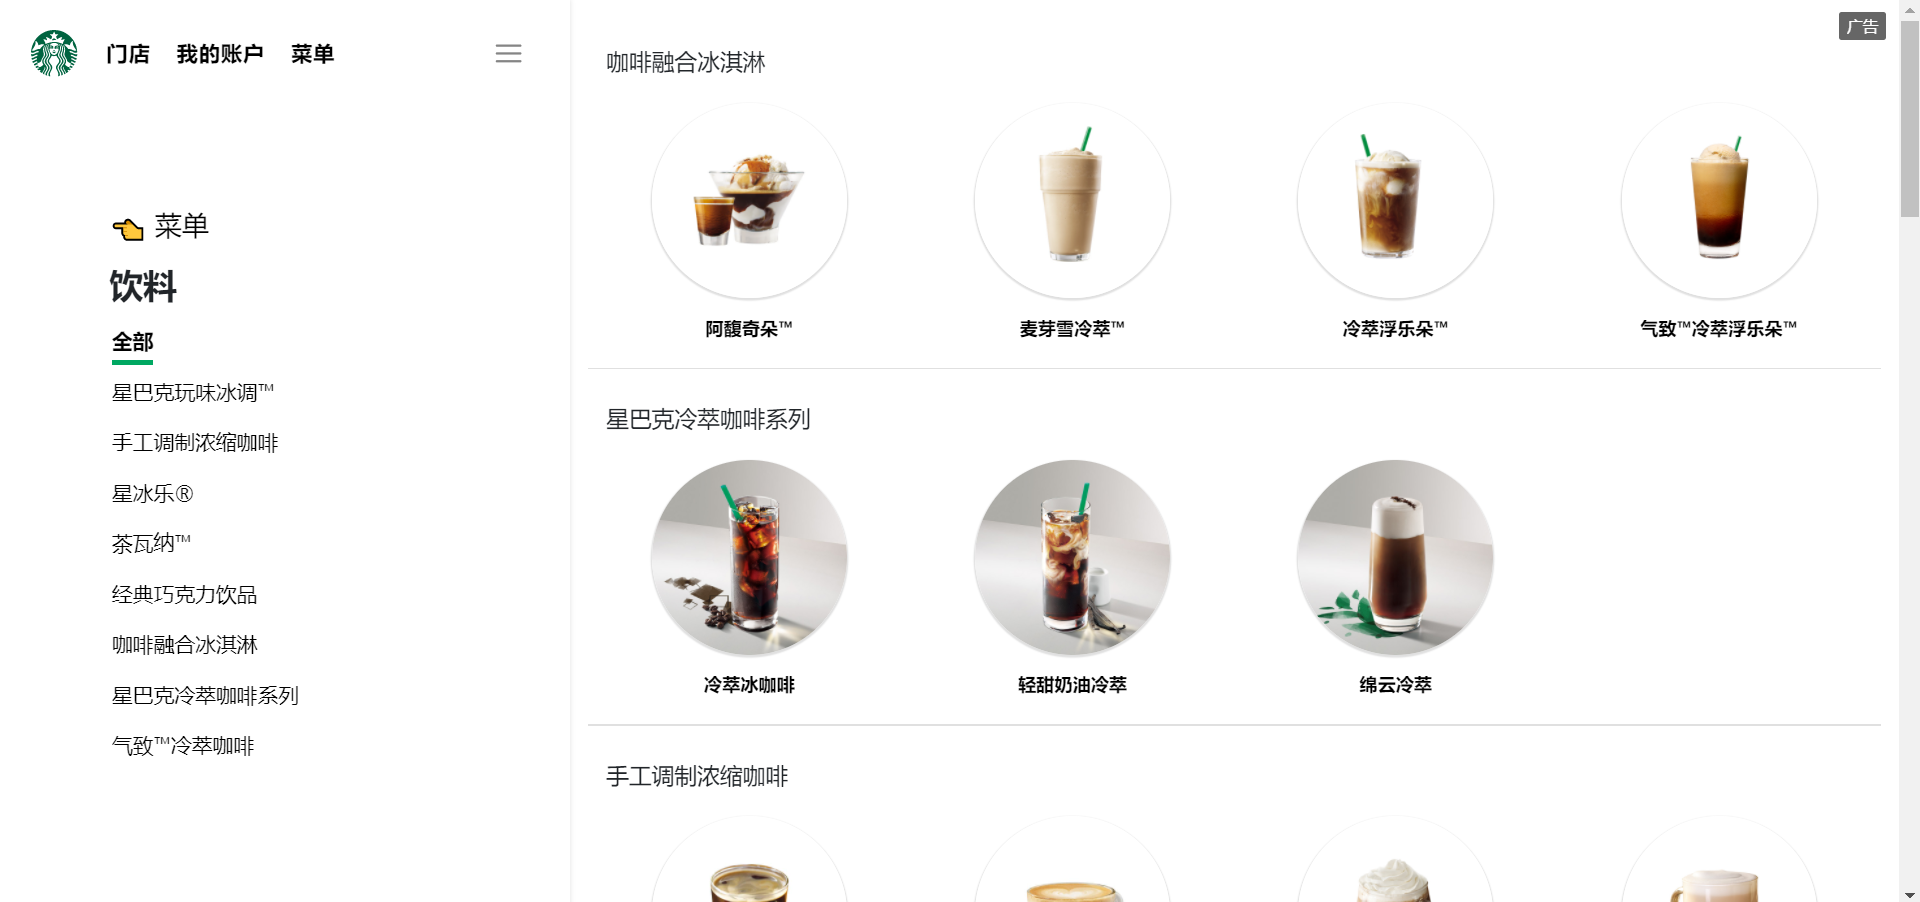 门店 我的账户 菜单
👈 菜单
饮料
全部
星巴克玩味冰调™
手工调制浓缩咖啡
星冰乐®
茶瓦纳™
经典巧克力饮品
咖啡融合冰淇淋
星巴克冷萃咖啡系列
气致™冷萃咖啡
广告
咖啡融合冰淇淋
阿馥奇朵™ 麦芽雪冷萃™ 冷萃浮乐朵™ 气致™冷萃浮乐朵™
星巴克冷萃咖啡系列
冷萃冰咖啡 轻甜奶油冷萃 绵云冷萃
手工调制浓缩咖啡